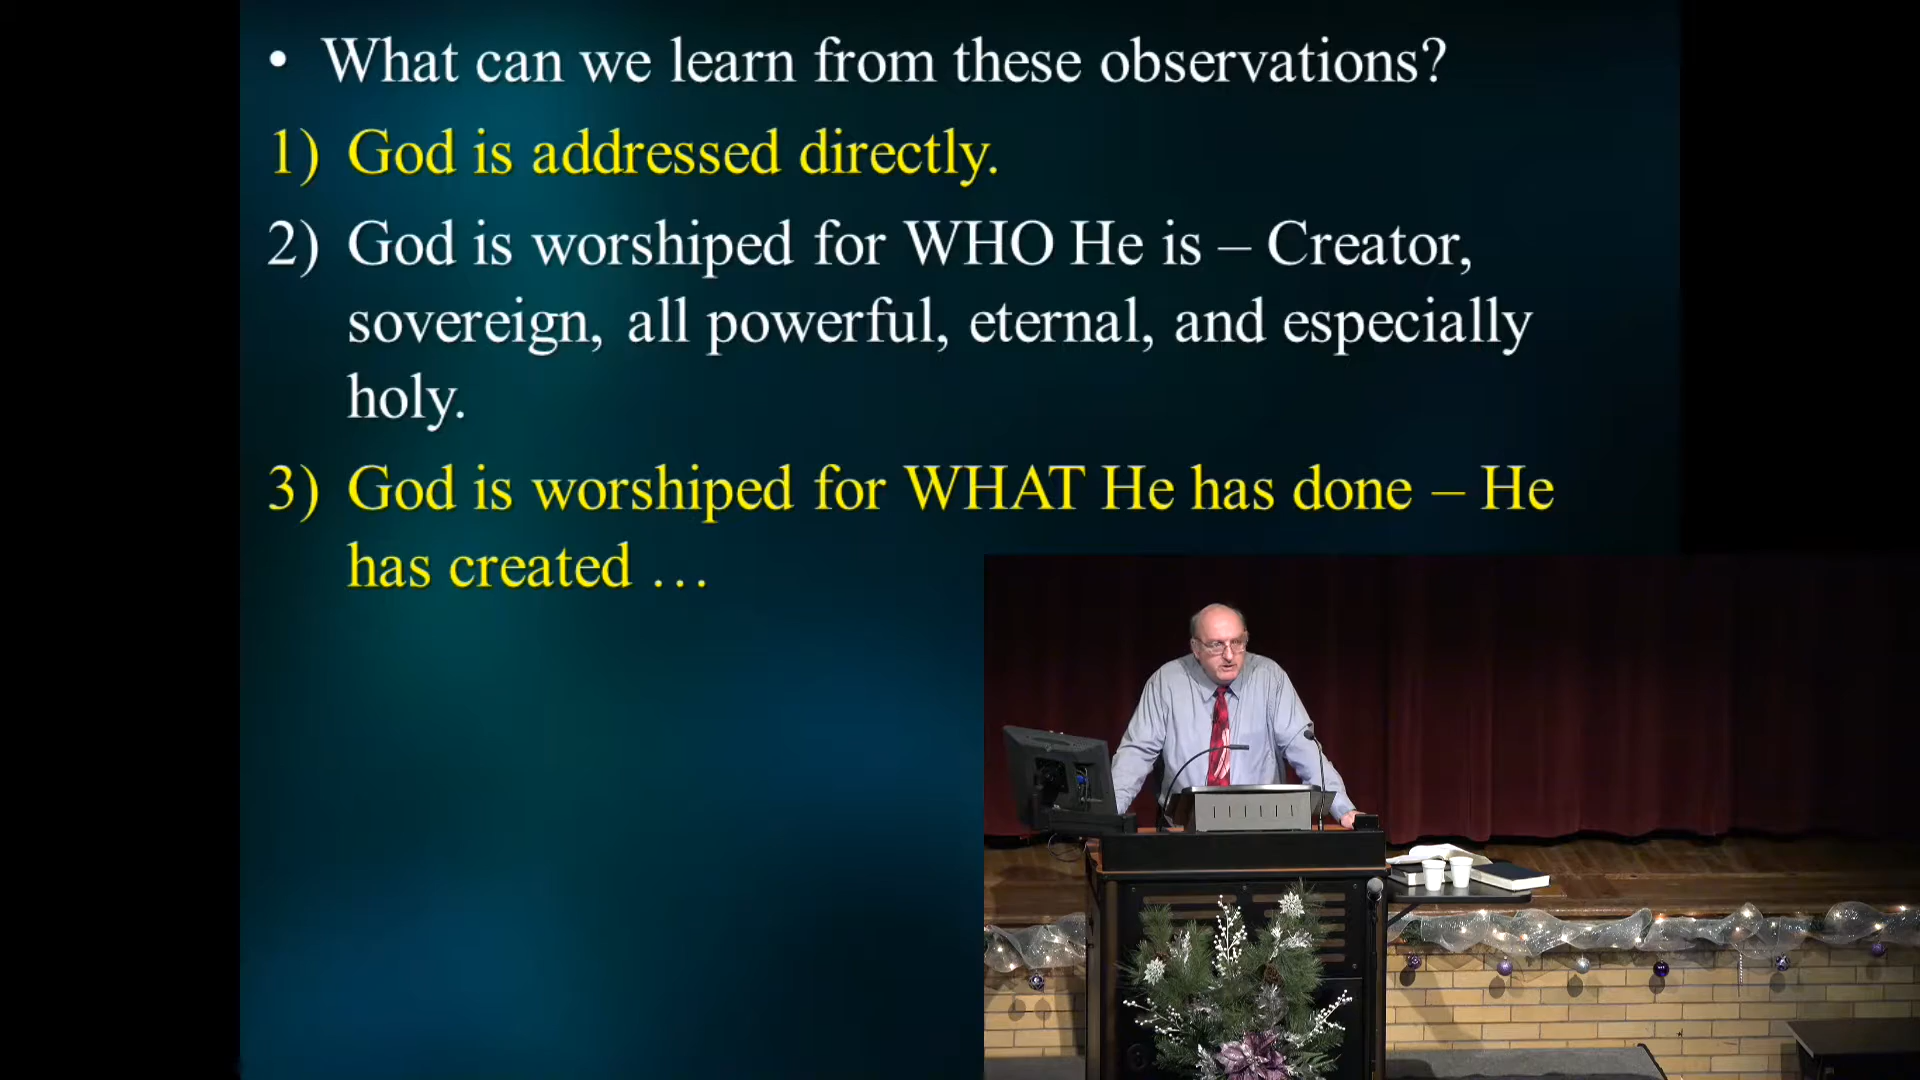 • What can we learn from these observations?
1) God is addressed directly.
2) God is worshiped for WHO He is – Creator,
sovereign, all powerful, eternal, and especially
holy.
3) God is worshiped for WHAT He has done – He
has created …